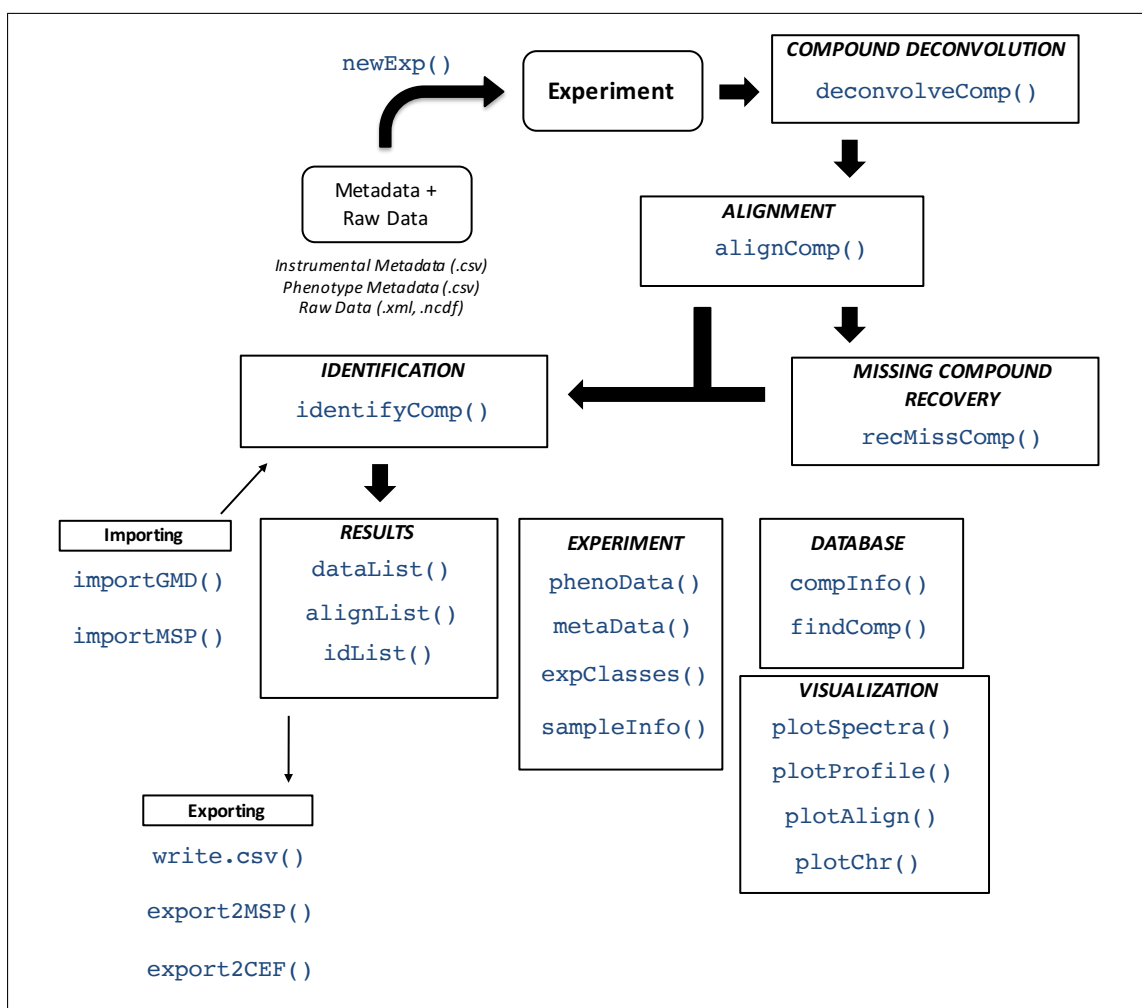 newExp()
Experiment
COMPOUND DECONVOLUTION
deconvolveComp()
Metadata +
Raw Data
Instrumental Metadata (.csv)
Phenotype Metadata (.csv)
Raw Data (.xml, .ncdf)
ALIGNMENT
alignComp()
IDENTIFICATION
identifyComp()
MISSING COMPOUND
RECOVERY
recMissComp()
Importing
importGMD()
importMSP()
RESULTS
dataList()
alignList()
idList()
EXPERIMENT
phenoData()
metaData()
expClasses()
sampleInfo()
DATABASE
compInfo()
findComp()
VISUALIZATION
plotSpectra()
plotProfile()
plotAlign()
plotChr()
Exporting
write.csv()
export2MSP()
export2CEF()